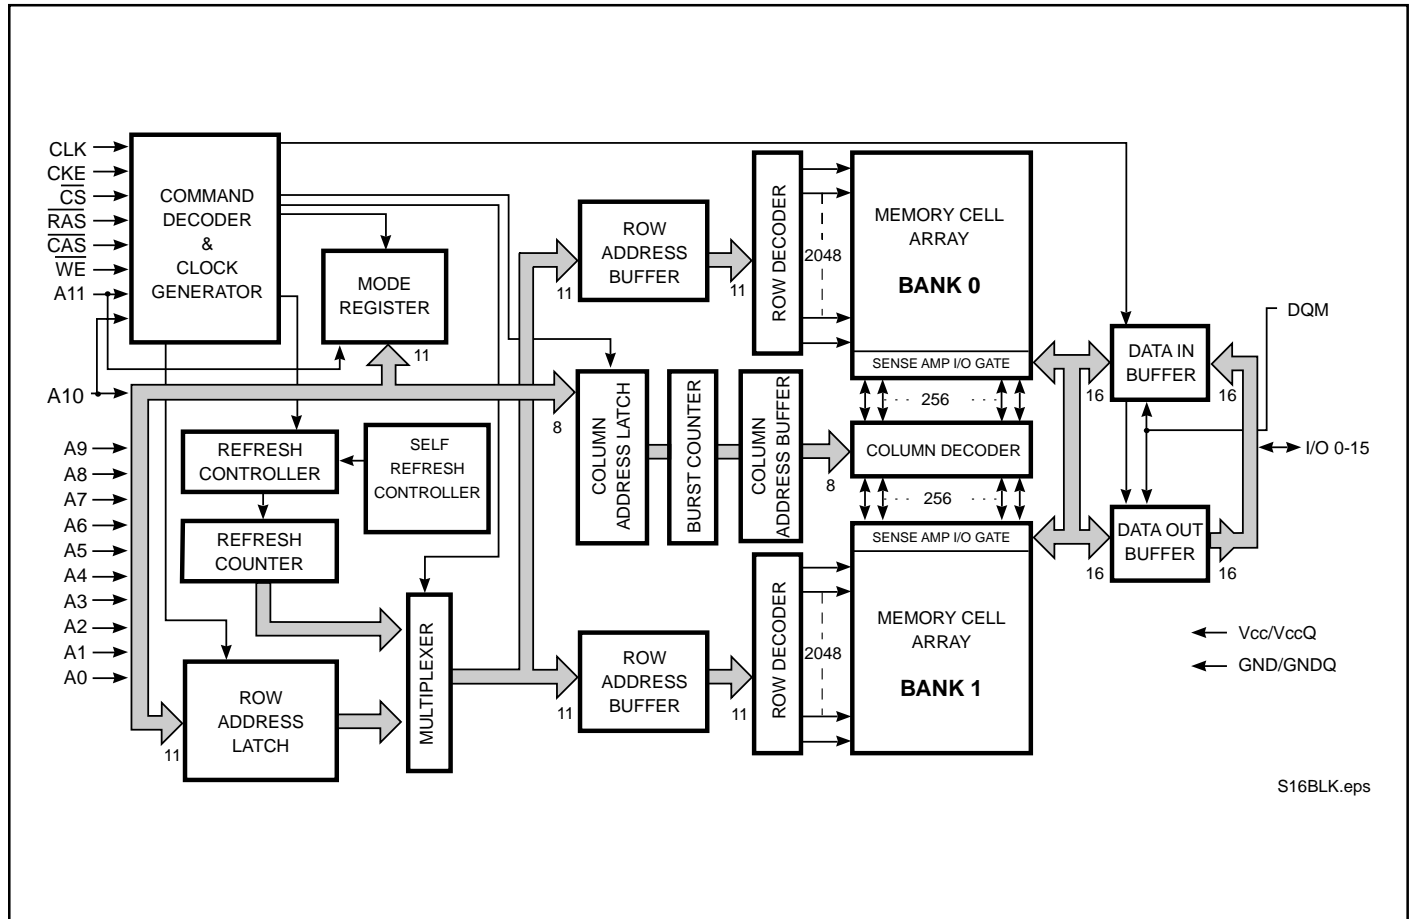 CLK
CKE
CS
RAS
CAS
WE
A11
A10
A9
A8
A7
A6
A5
A4
A3
A2
A1
A0
COMMAND
DECODER
&
CLOCK
GENERATOR
MODE
REGISTER
11
REFRESH
CONTROLLER
SELF
REFRESH
CONTROLLER
REFRESH
COUNTER
ROW
ADDRESS
LATCH
11
MULTIPLEXER
ROW
ADDRESS
BUFFER
11
11
8
COLUMN
ADDRESS LATCH
BURST COUNTER
COLUMN
ADDRESS BUFFER
8
ROW
ADDRESS
BUFFER
11
11
ROW DECODER
2048
MEMORY CELL
ARRAY
BANK 0
SENSE AMP I/O GATE
256
COLUMN DECODER
256
SENSE AMP I/O GATE
ROW DECODER
2048
MEMORY CELL
ARRAY
BANK 1
DQM
DATA IN
BUFFER
16
16
I/O 0-15
DATA OUT
BUFFER
16
16
Vcc/VccQ
GND/GNDQ
S16BLK.eps